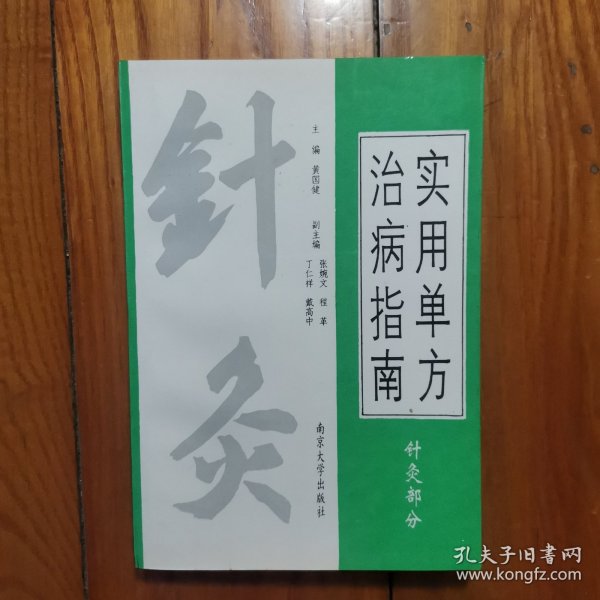 实用单方
治病指南
针灸部分
針灸
主编 黄国健
副主编 张婉文 程革
丁仁祥 戴高中
南京大学出版社
孔夫子旧书网
www.kongfz.com